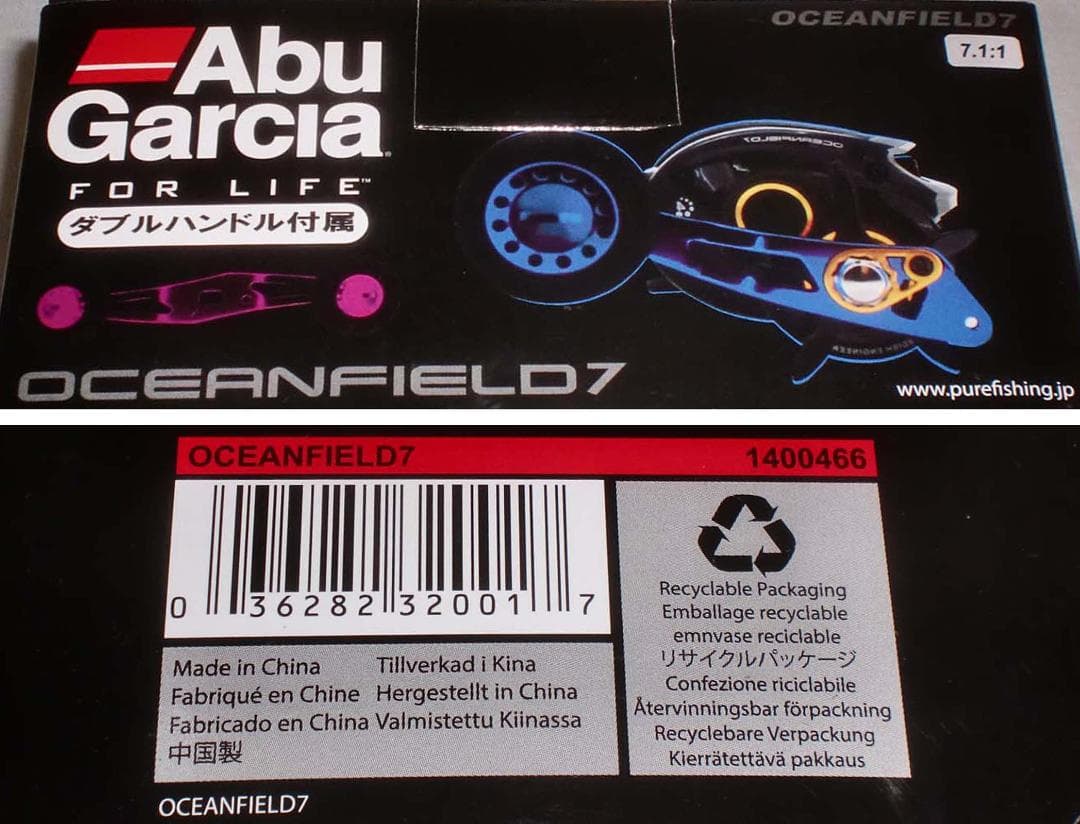 OCEANFIELD7
7.1:1
Abu
Garcia
FOR LIFE™
ダブルハンドル付属
OCEANFIELD7
OCEANFIELD7
www.purefishing.jp
OCEANFIELD7 1400466
0 36282 32001 7
Recyclable Packaging
Emballage recyclable
emnvase reciclable
リサイクルパッケージ
Confezione riciclabile
Återvinningsbar förpackning
Recyclebare Verpackung
Kierrätettävä pakkaus
Made in China Tillverkad i Kina
Fabriqué en Chine Hergestellt in China
Fabricado en China Valmistettu Kiinassa
中国製
OCEANFIELD7